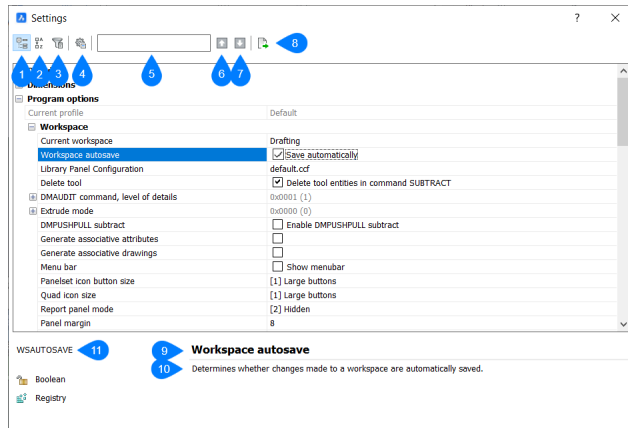 Settings
? ×
8
1 2 3 4 5 6 7
Dimensions
Program options
Current profile Default
Workspace
Current workspace Drafting
Workspace autosave Save automatically
Library Panel Configuration default.ccf
Delete tool Delete tool entities in command SUBTRACT
DMAUDIT command, level of details 0x0001 (1)
Extrude mode 0x0000 (0)
DMPUSHPULL subtract Enable DMPUSHPULL subtract
Generate associative attributes
Generate associative drawings
Menu bar Show menubar
Panelset icon button size [1] Large buttons
Quad icon size [1] Large buttons
Report panel mode [2] Hidden
Panel margin 8
WSAUTOSAVE 11 9 Workspace autosave
10 Determines whether changes made to a workspace are automatically saved.
Boolean
Registry